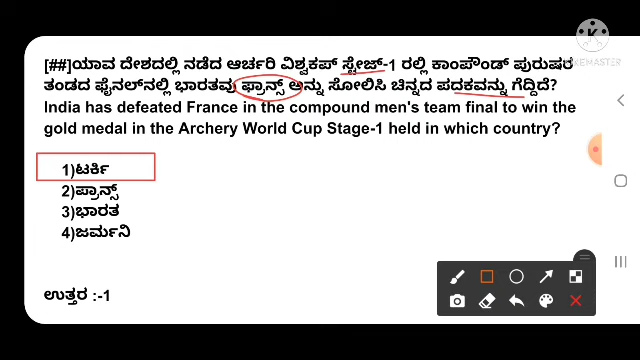 [##]ಯಾವ ದೇಶದಲ್ಲಿ ನಡೆದ ಆರ್ಚರಿ ವಿಶ್ವಕಪ್ ಸ್ಟೇಜ್-1 ರಲ್ಲಿ ಕಾಂಪೌಂಡ್ ಪುರುಷರ
ತಂಡದ ಫೈನಲ್‌ನಲ್ಲಿ ಭಾರತವು ಫ್ರಾನ್ಸ್ ಅನ್ನು ಸೋಲಿಸಿ ಚಿನ್ನದ ಪದಕವನ್ನು ಗೆದ್ದಿದೆ?
India has defeated France in the compound men's team final to win the
gold medal in the Archery World Cup Stage-1 held in which country?
1)ಟರ್ಕಿ
2)ಫ್ರಾನ್ಸ್
3)ಭಾರತ
4)ಜರ್ಮನಿ
ಉತ್ತರ :-1
KINEMASTER